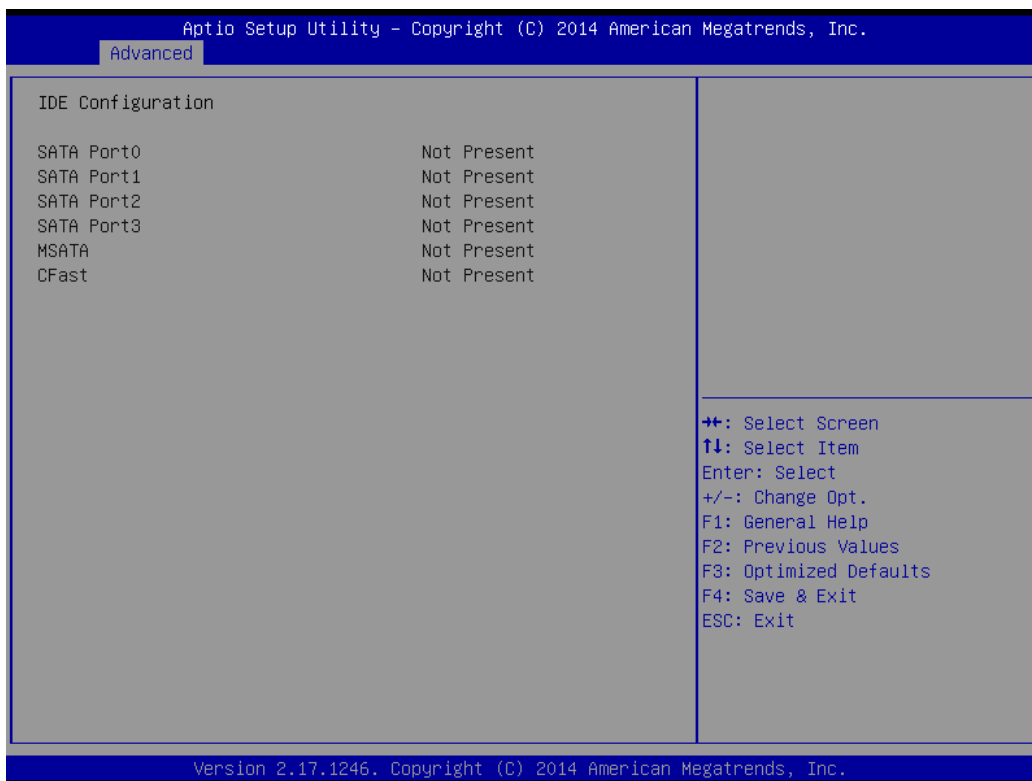 Aptio Setup Utility – Copyright (C) 2014 American Megatrends, Inc.
Advanced
IDE Configuration
SATA Port0 Not Present
SATA Port1 Not Present
SATA Port2 Not Present
SATA Port3 Not Present
MSATA Not Present
CFast Not Present
→←: Select Screen
↑↓: Select Item
Enter: Select
+/-: Change Opt.
F1: General Help
F2: Previous Values
F3: Optimized Defaults
F4: Save & Exit
ESC: Exit
Version 2.17.1246. Copyright (C) 2014 American Megatrends, Inc.